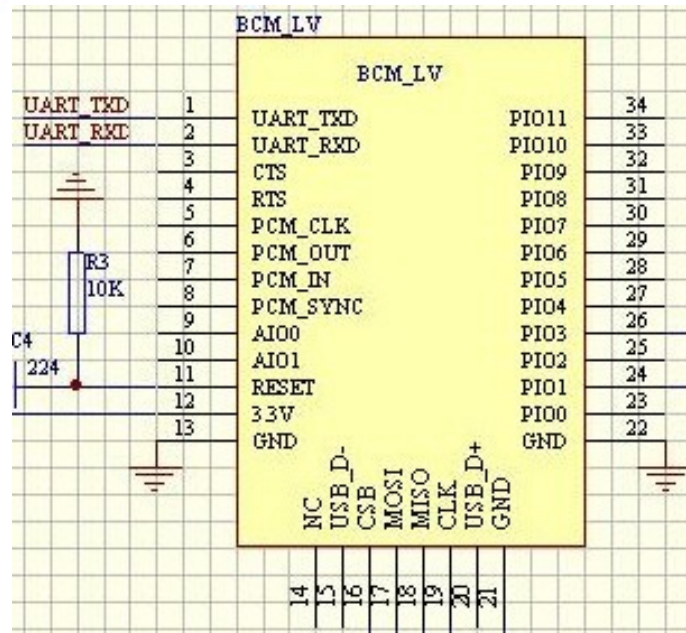 BCM_LV
BCM_LV
UART_TXD 1 UART_TXD PIO11 34
UART_RXD 2 UART_RXD PIO10 33
3 CTS PIO9 32
4 RTS PIO8 31
5 PCM_CLK PIO7 30
6 PCM_OUT PIO6 29
R3 7 PCM_IN PIO5 28
10K 8 PCM_SYNC PIO4 27
C4 9 AIO0 PIO3 26
224 10 AIO1 PIO2 25
11 RESET PIO1 24
12 3.3V PIO0 23
13 GND GND 22
NC USB_D- CSB MOSI MISO CLK USB_D+ GND
14 15 16 17 18 19 20 21